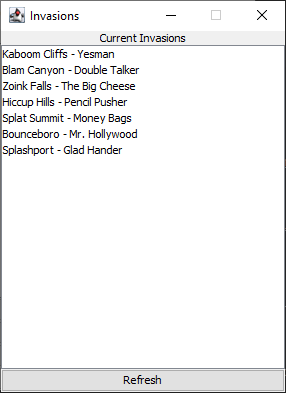 Invasions
Current Invasions
Kaboom Cliffs - Yesman
Blam Canyon - Double Talker
Zoink Falls - The Big Cheese
Hiccup Hills - Pencil Pusher
Splat Summit - Money Bags
Bounceboro - Mr. Hollywood
Splashport - Glad Hander
Refresh